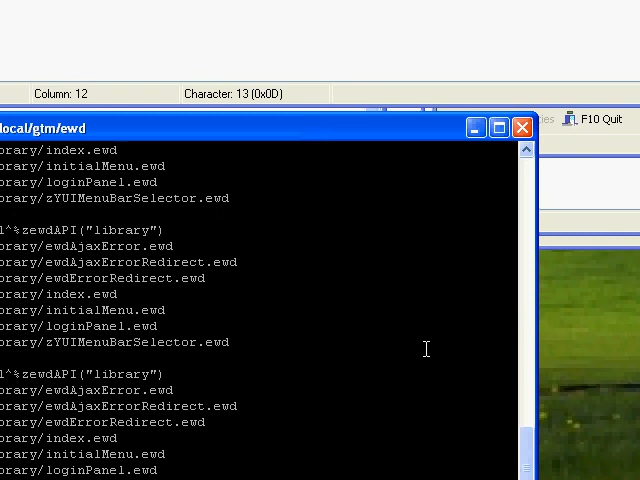 Column: 12 Character: 13 (0x0D)
ties F10 Quit
local/gtm/ewd
orary/index.ewd
orary/initialMenu.ewd
orary/loginPanel.ewd
orary/zYUIMenuBarSelector.ewd
l^%zewdAPI("library")
orary/ewdAjaxError.ewd
orary/ewdAjaxErrorRedirect.ewd
orary/ewdErrorRedirect.ewd
orary/index.ewd
orary/initialMenu.ewd
orary/loginPanel.ewd
orary/zYUIMenuBarSelector.ewd
l^%zewdAPI("library")
orary/ewdAjaxError.ewd
orary/ewdAjaxErrorRedirect.ewd
orary/ewdErrorRedirect.ewd
orary/index.ewd
orary/initialMenu.ewd
orary/loginPanel.ewd